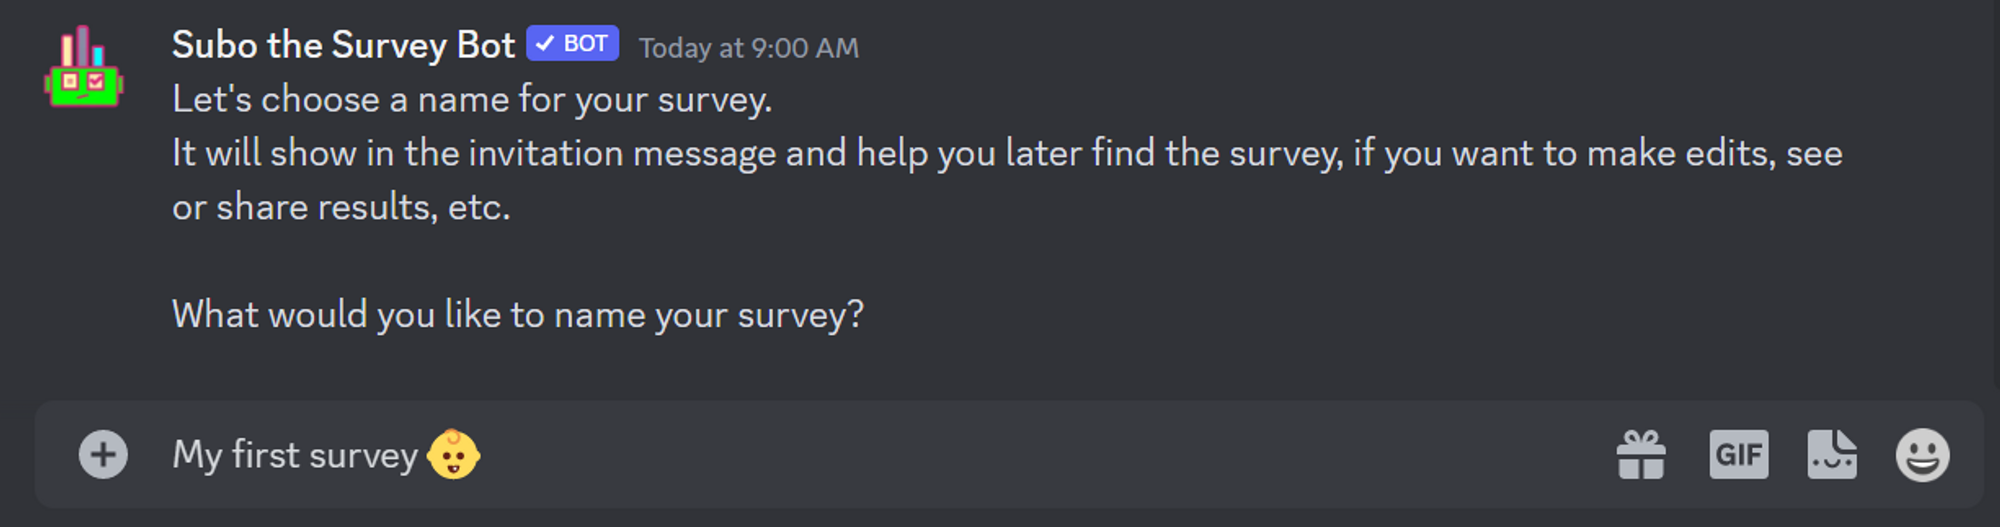 Subo the Survey Bot ✓ BOT Today at 9:00 AM
Let's choose a name for your survey.
It will show in the invitation message and help you later find the survey, if you want to make edits, see
or share results, etc.
What would you like to name your survey?
My first survey 👶
GIF